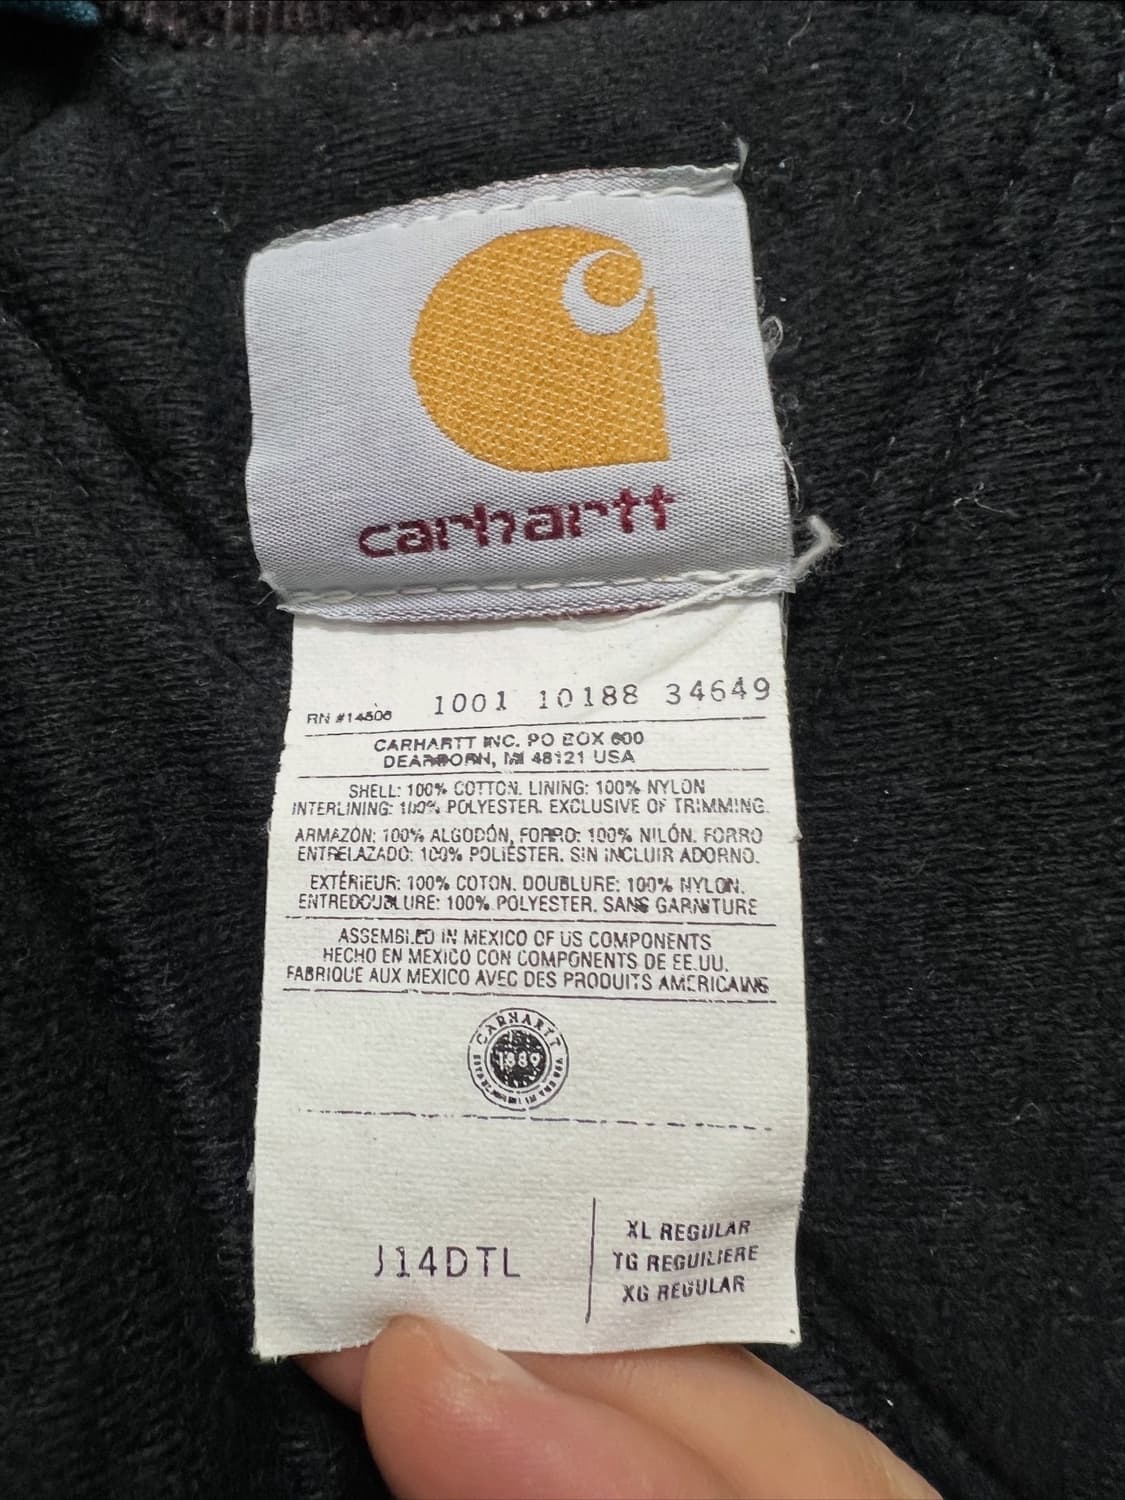 carhartt
RN #14806 1001 10188 34649
CARHARTT INC. PO BOX 600
DEARBORN, MI 48121 USA
SHELL: 100% COTTON. LINING: 100% NYLON
INTERLINING: 100% POLYESTER. EXCLUSIVE OF TRIMMING.
ARMAZÓN: 100% ALGODÓN, FORRO: 100% NILÓN. FORRO
ENTRELAZADO: 100% POLIÉSTER. SIN INCLUIR ADORNO.
EXTÉRIEUR: 100% COTON. DOUBLURE: 100% NYLON.
ENTREDOUBLURE: 100% POLYESTER. SANS GARNITURE
ASSEMBLED IN MEXICO OF US COMPONENTS
HECHO EN MEXICO CON COMPONENTS DE EE.UU.
FABRIQUE AUX MEXICO AVEC DES PRODUITS AMERICAINS
CARHARTT
1889
J14DTL
XL REGULAR
TG REGUILIERE
XG REGULAR